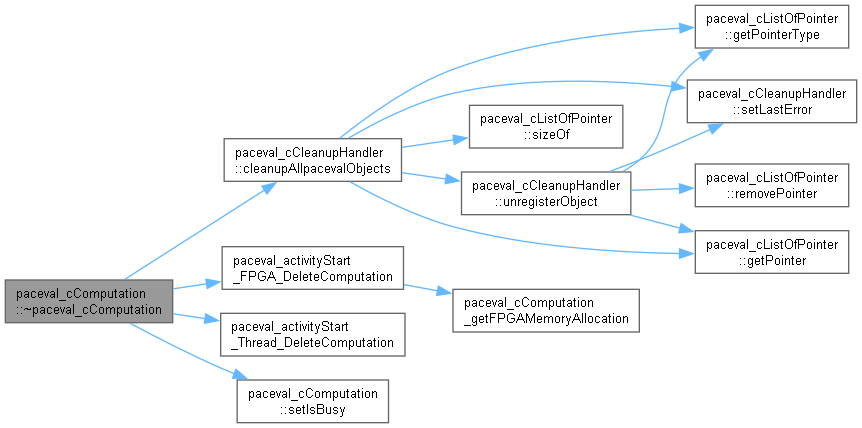 paceval_cListOfPointer
::getPointerType
paceval_cCleanupHandler
::setLastError
paceval_cListOfPointer
::sizeOf
paceval_cCleanupHandler
::cleanupAllpacevalObjects
paceval_cCleanupHandler
::unregisterObject
paceval_cListOfPointer
::removePointer
paceval_cListOfPointer
::getPointer
paceval_activityStart
_FPGA_DeleteComputation
paceval_cComputation
::~paceval_cComputation
paceval_cComputation
_getFPGAMemoryAllocation
paceval_activityStart
_Thread_DeleteComputation
paceval_cComputation
::setIsBusy